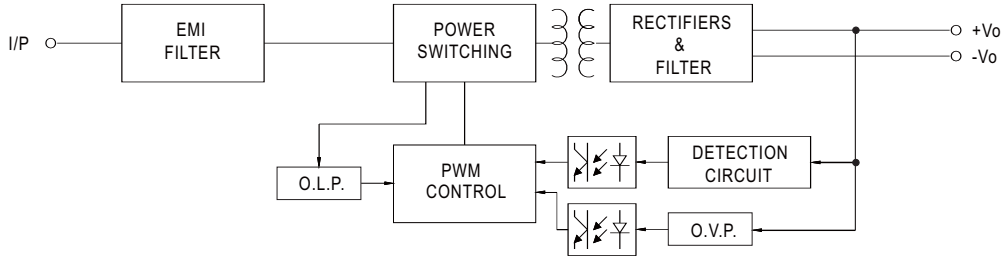 I/P
EMI
FILTER
POWER
SWITCHING
RECTIFIERS
&
FILTER
+Vo
-Vo
O.L.P.
PWM
CONTROL
DETECTION
CIRCUIT
O.V.P.